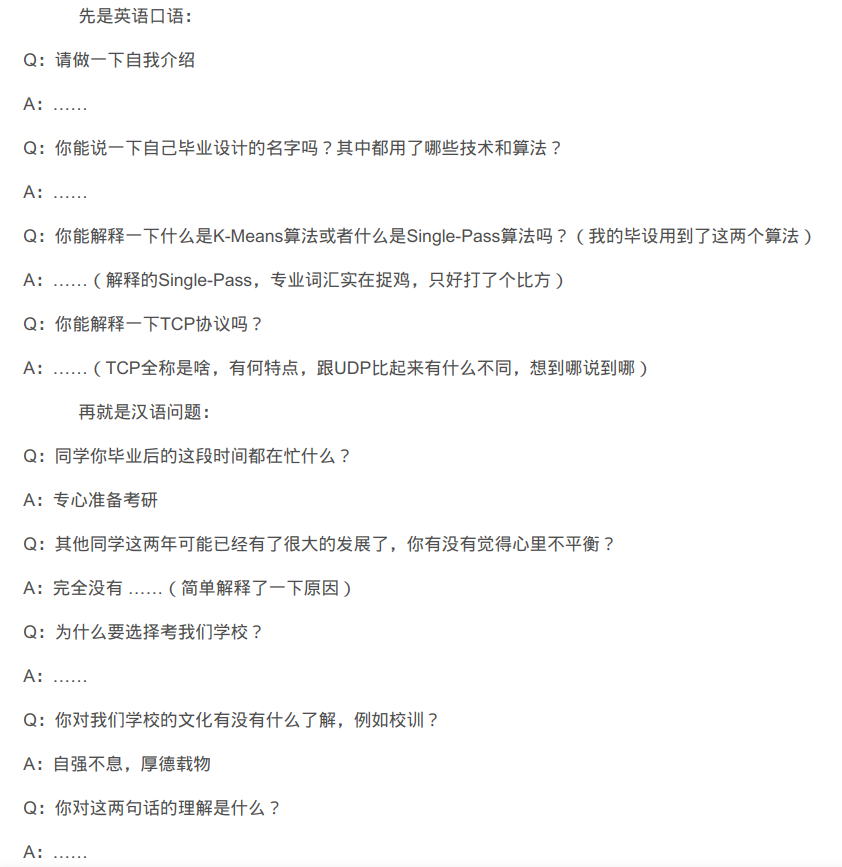 先是英语口语：
Q：请做一下自我介绍
A：……
Q：你能说一下自己毕业设计的名字吗？其中都用了哪些技术和算法？
A：……
Q：你能解释一下什么是K-Means算法或者什么是Single-Pass算法吗？（我的毕设用到了这两个算法）
A：……（解释的Single-Pass，专业词汇实在捉鸡，只好打了个比方）
Q：你能解释一下TCP协议吗？
A：……（TCP全称是啥，有何特点，跟UDP比起来有什么不同，想到哪说到哪）
再就是汉语问题：
Q：同学你毕业后的这段时间都在忙什么？
A：专心准备考研
Q：其他同学这两年可能已经有了很大的发展了，你有没有觉得心里不平衡？
A：完全没有 ……（简单解释了一下原因）
Q：为什么要选择考我们学校？
A：……
Q：你对我们学校的文化有没有什么了解，例如校训？
A：自强不息，厚德载物
Q：你对这两句话的理解是什么？
A：……